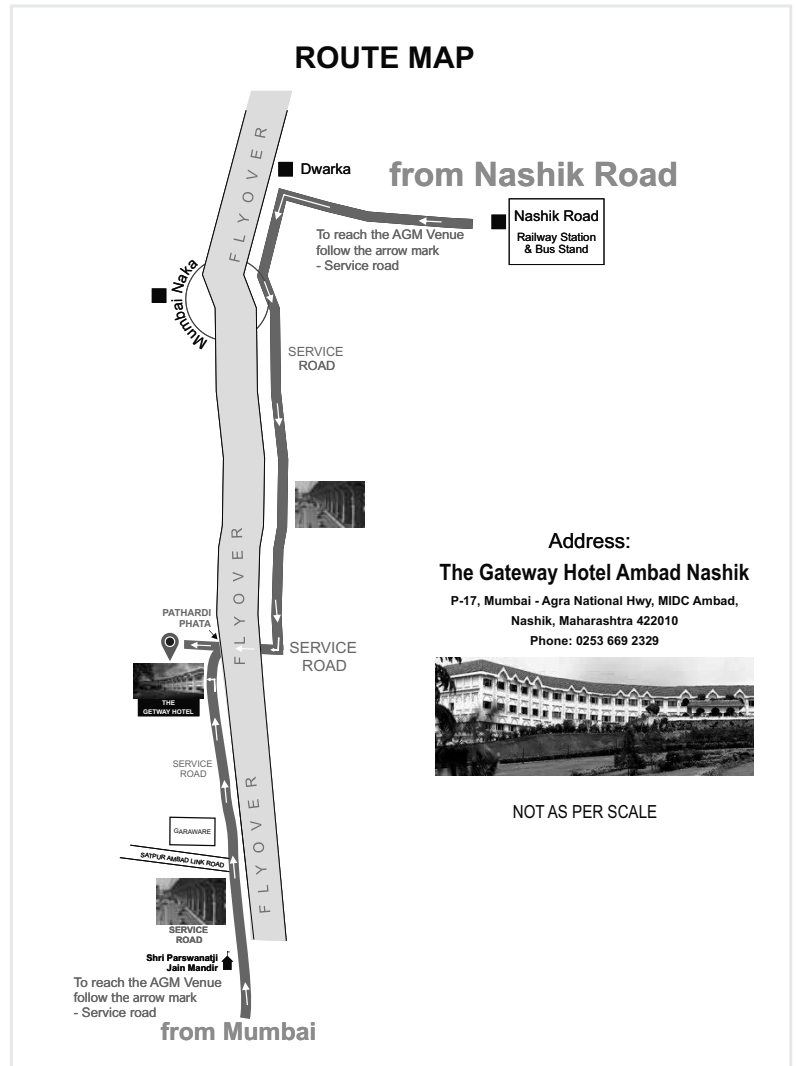 ROUTE MAP
FLYOVER
Dwarka
from Nashik Road
Nashik Road
Railway Station
& Bus Stand
To reach the AGM Venue
follow the arrow mark
- Service road
Mumbai Naka
SERVICE
ROAD
FLYOVER
Address:
The Gateway Hotel Ambad Nashik
P-17, Mumbai - Agra National Hwy, MIDC Ambad,
Nashik, Maharashtra 422010
Phone: 0253 669 2329
PATHARDI
PHATA
SERVICE
ROAD
THE
GETWAY HOTEL
SERVICE
ROAD
NOT AS PER SCALE
GARAWARE
SATPUR AMBAD LINK ROAD
FLYOVER
SERVICE
ROAD
Shri Parswanatji
Jain Mandir
To reach the AGM Venue
follow the arrow mark
- Service road
from Mumbai